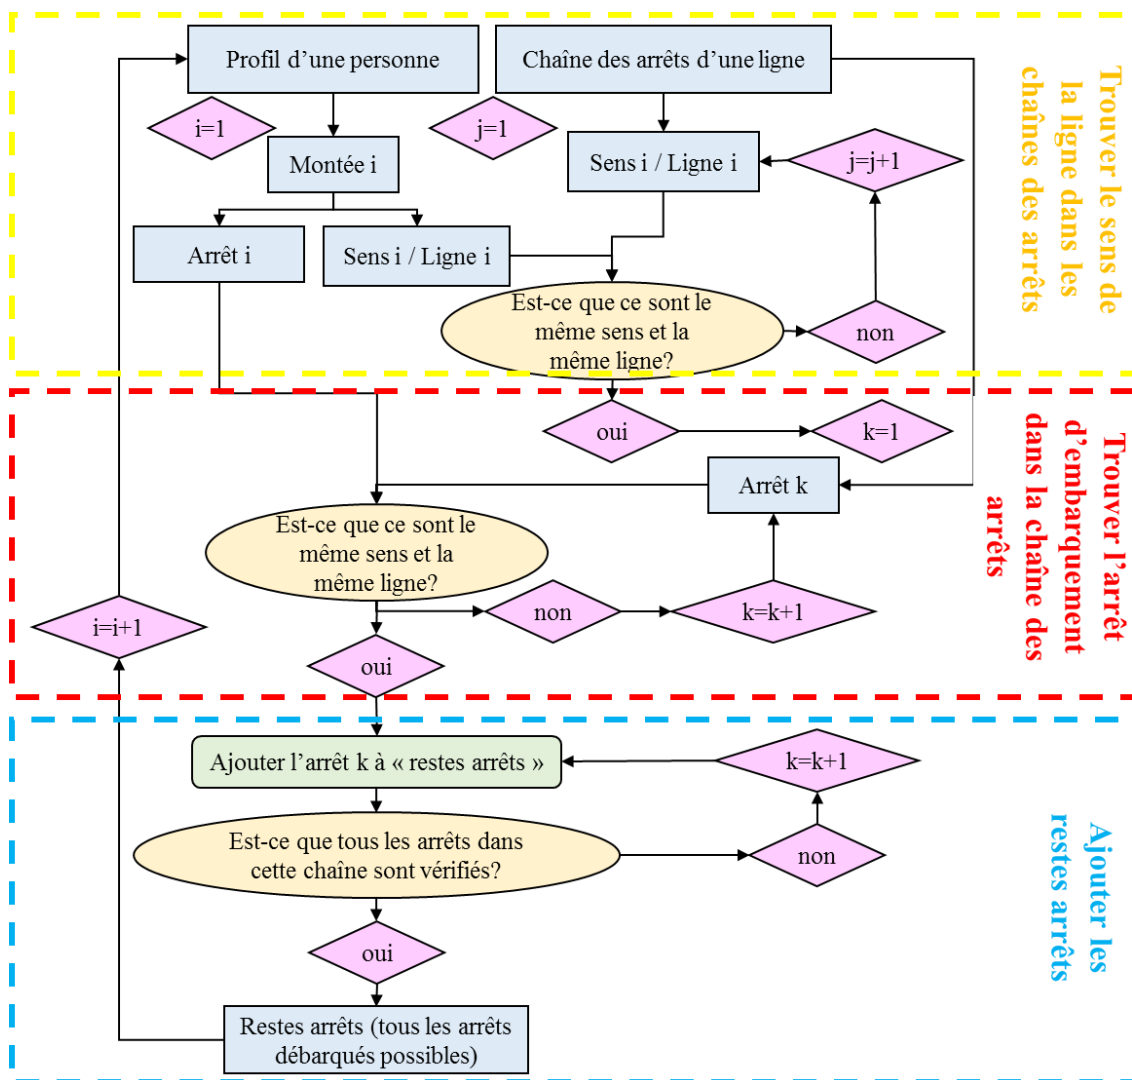 Profil d’une personne
Chaîne des arrêts d’une ligne
i=1
j=1
Montée i
Sens i / Ligne i
j=j+1
Arrêt i
Sens i / Ligne i
Est-ce que ce sont le
même sens et la
même ligne?
non
Trouver le sens de
la ligne dans les
chaînes des arrêts
oui
k=1
Arrêt k
Est-ce que ce sont le
même sens et la
même ligne?
non
k=k+1
i=i+1
oui
Trouver l’arrêt
d’embarquement
dans la chaîne des
arrêts
Ajouter l’arrêt k à « restes arrêts »
k=k+1
Est-ce que tous les arrêts dans
cette chaîne sont vérifiés?
non
oui
Restes arrêts (tous les arrêts
débarqués possibles)
Ajouter les
restes arrêts